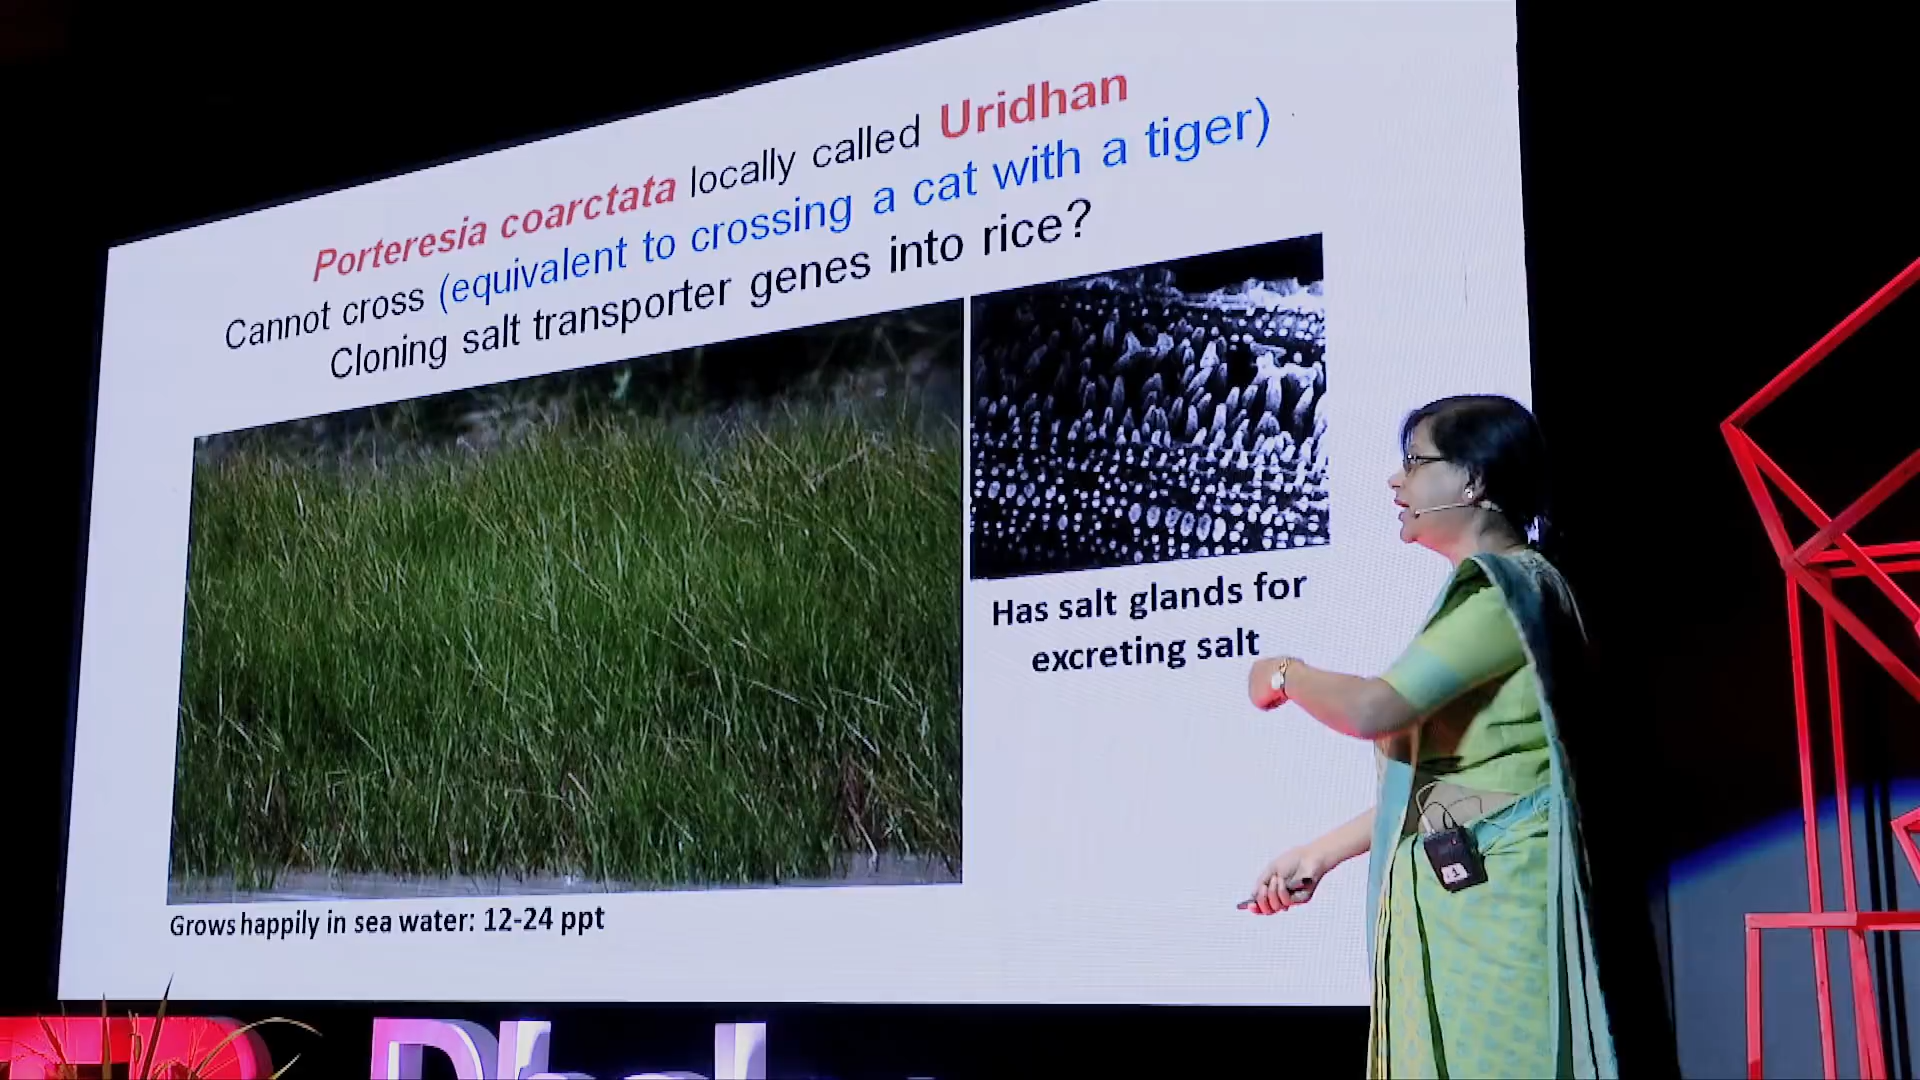 Porteresia coarctata locally called Uridhan
Cannot cross (equivalent to crossing a cat with a tiger)
Cloning salt transporter genes into rice?
Has salt glands for
excreting salt
Grows happily in sea water: 12-24 ppt
1